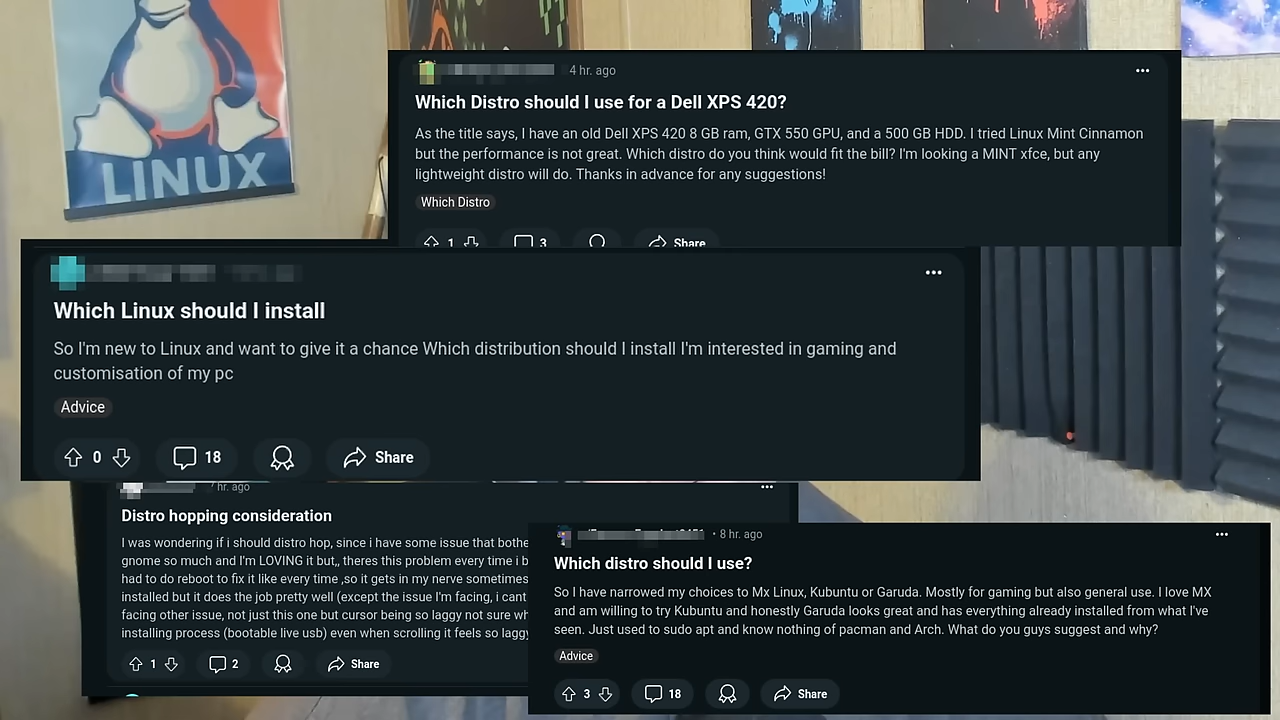 LINUX
4 hr. ago
Which Distro should I use for a Dell XPS 420?
As the title says, I have an old Dell XPS 420 8 GB ram, GTX 550 GPU, and a 500 GB HDD. I tried Linux Mint Cinnamon
but the performance is not great. Which distro do you think would fit the bill? I'm looking a MINT xfce, but any
lightweight distro will do. Thanks in advance for any suggestions!
Which Distro
1 3 Share
Which Linux should I install
So I'm new to Linux and want to give it a chance Which distribution should I install I'm interested in gaming and
customisation of my pc
Advice
0 18 Share
hr. ago
Distro hopping consideration
I was wondering if i should distro hop, since i have some issue that bothe
gnome so much and I'm LOVING it but,, theres this problem every time i b
had to do reboot to fix it like every time ,so it gets in my nerve sometimes
installed but it does the job pretty well (except the issue I'm facing, i cant
facing other issue, not just this one but cursor being so laggy not sure wh
installing process (bootable live usb) even when scrolling it feels so laggy
1 2 Share
• 8 hr. ago
Which distro should I use?
So I have narrowed my choices to Mx Linux, Kubuntu or Garuda. Mostly for gaming but also general use. I love MX
and am willing to try Kubuntu and honestly Garuda looks great and has everything already installed from what I've
seen. Just used to sudo apt and know nothing of pacman and Arch. What do you guys suggest and why?
Advice
3 18 Share